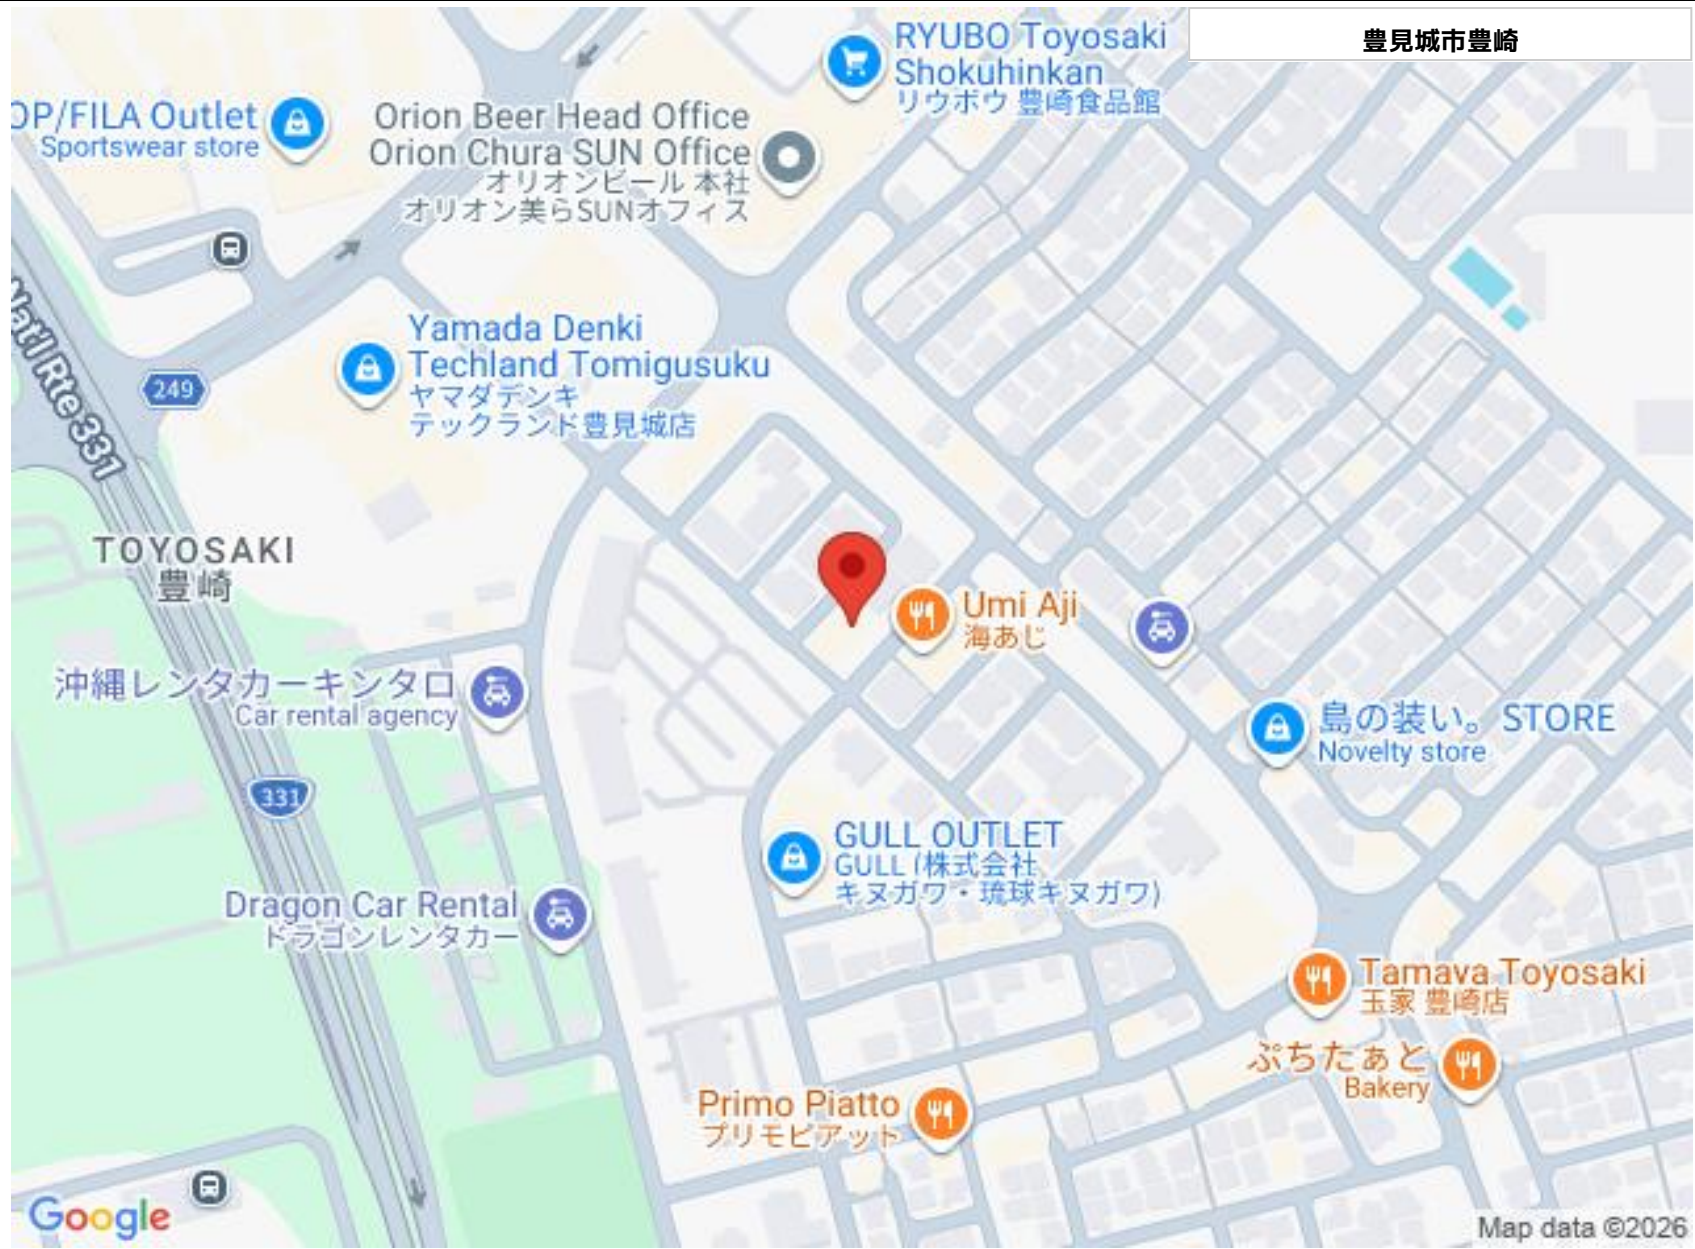 豊見城市豊崎
RYUBO Toyosaki
Shokuhinkan
リウボウ 豊崎食品館
OP/FILA Outlet
Sportswear store
Orion Beer Head Office
Orion Chura SUN Office
オリオンビール 本社
オリオン美らSUNオフィス
Nat'l Rte 331
249
Yamada Denki
Techland Tomigusuku
ヤマダデンキ
テックランド豊見城店
TOYOSAKI
豊崎
Umi Aji
海あじ
沖縄レンタカーキンタロ
Car rental agency
島の装い。STORE
Novelty store
331
GULL OUTLET
GULL (株式会社
キヌガワ・琉球キヌガワ)
Dragon Car Rental
ドラゴンレンタカー
Tamaya Toyosaki
玉家 豊崎店
ぷちたぁと
Bakery
Primo Piatto
プリモピアット
Google
Map data ©2026